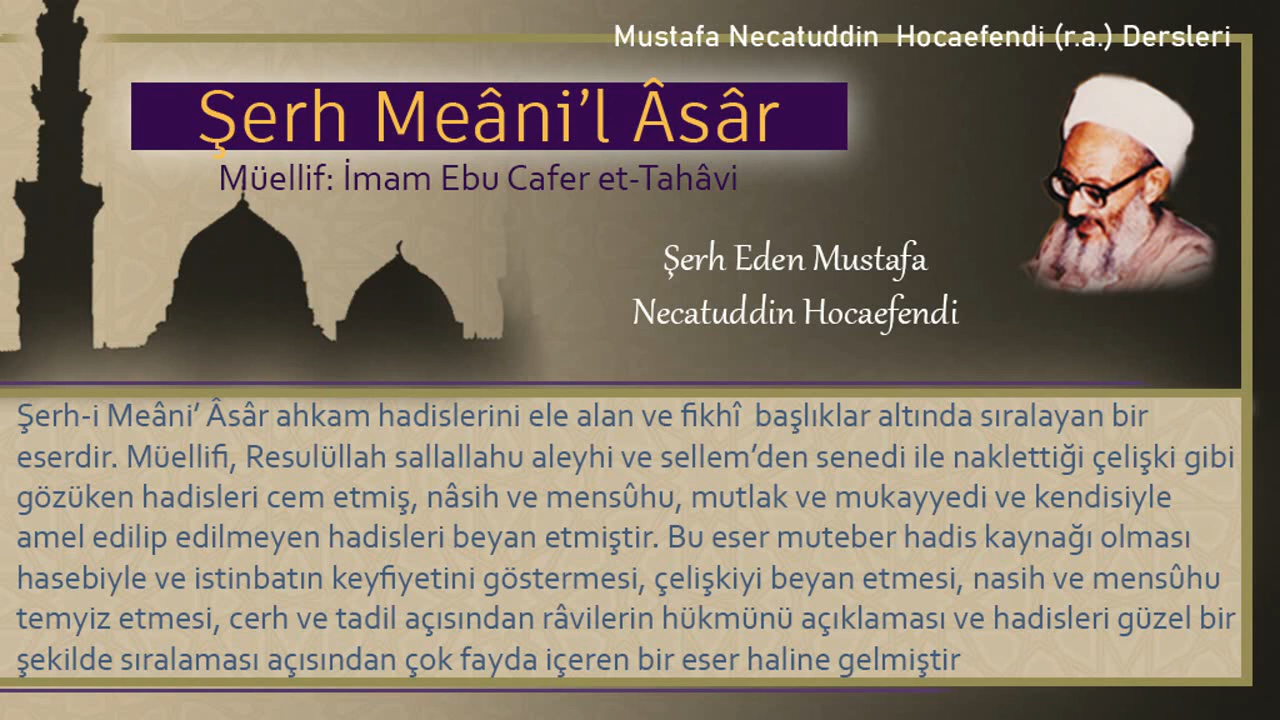 Mustafa Necatuddin Hocaefendi (r.a.) Dersleri
Şerh Meâni’l Âsâr
Müellif: İmam Ebu Cafer et-Tahâvi
Şerh Eden Mustafa
Necatuddin Hocaefendi
Şerh-i Meâni’ Âsâr ahkam hadislerini ele alan ve fikhî başlıklar altında sıralayan bir
eserdir. Müellifi, Resulüllah sallallahu aleyhi ve sellem’den senedi ile naklettiği çelişki gibi
gözüken hadisleri cem etmiş, nâsih ve mensûhu, mutlak ve mukayyedi ve kendisiyle
amel edilip edilmeyen hadisleri beyan etmiştir. Bu eser muteber hadis kaynağı olması
hasebiyle ve istinbatın keyfiyetini göstermesi, çelişkiyi beyan etmesi, nasih ve mensûhu
temyiz etmesi, cerh ve tadil açısından râvilerin hükmünü açıklaması ve hadisleri güzel bir
şekilde sıralaması açısından çok fayda içeren bir eser haline gelmiştir